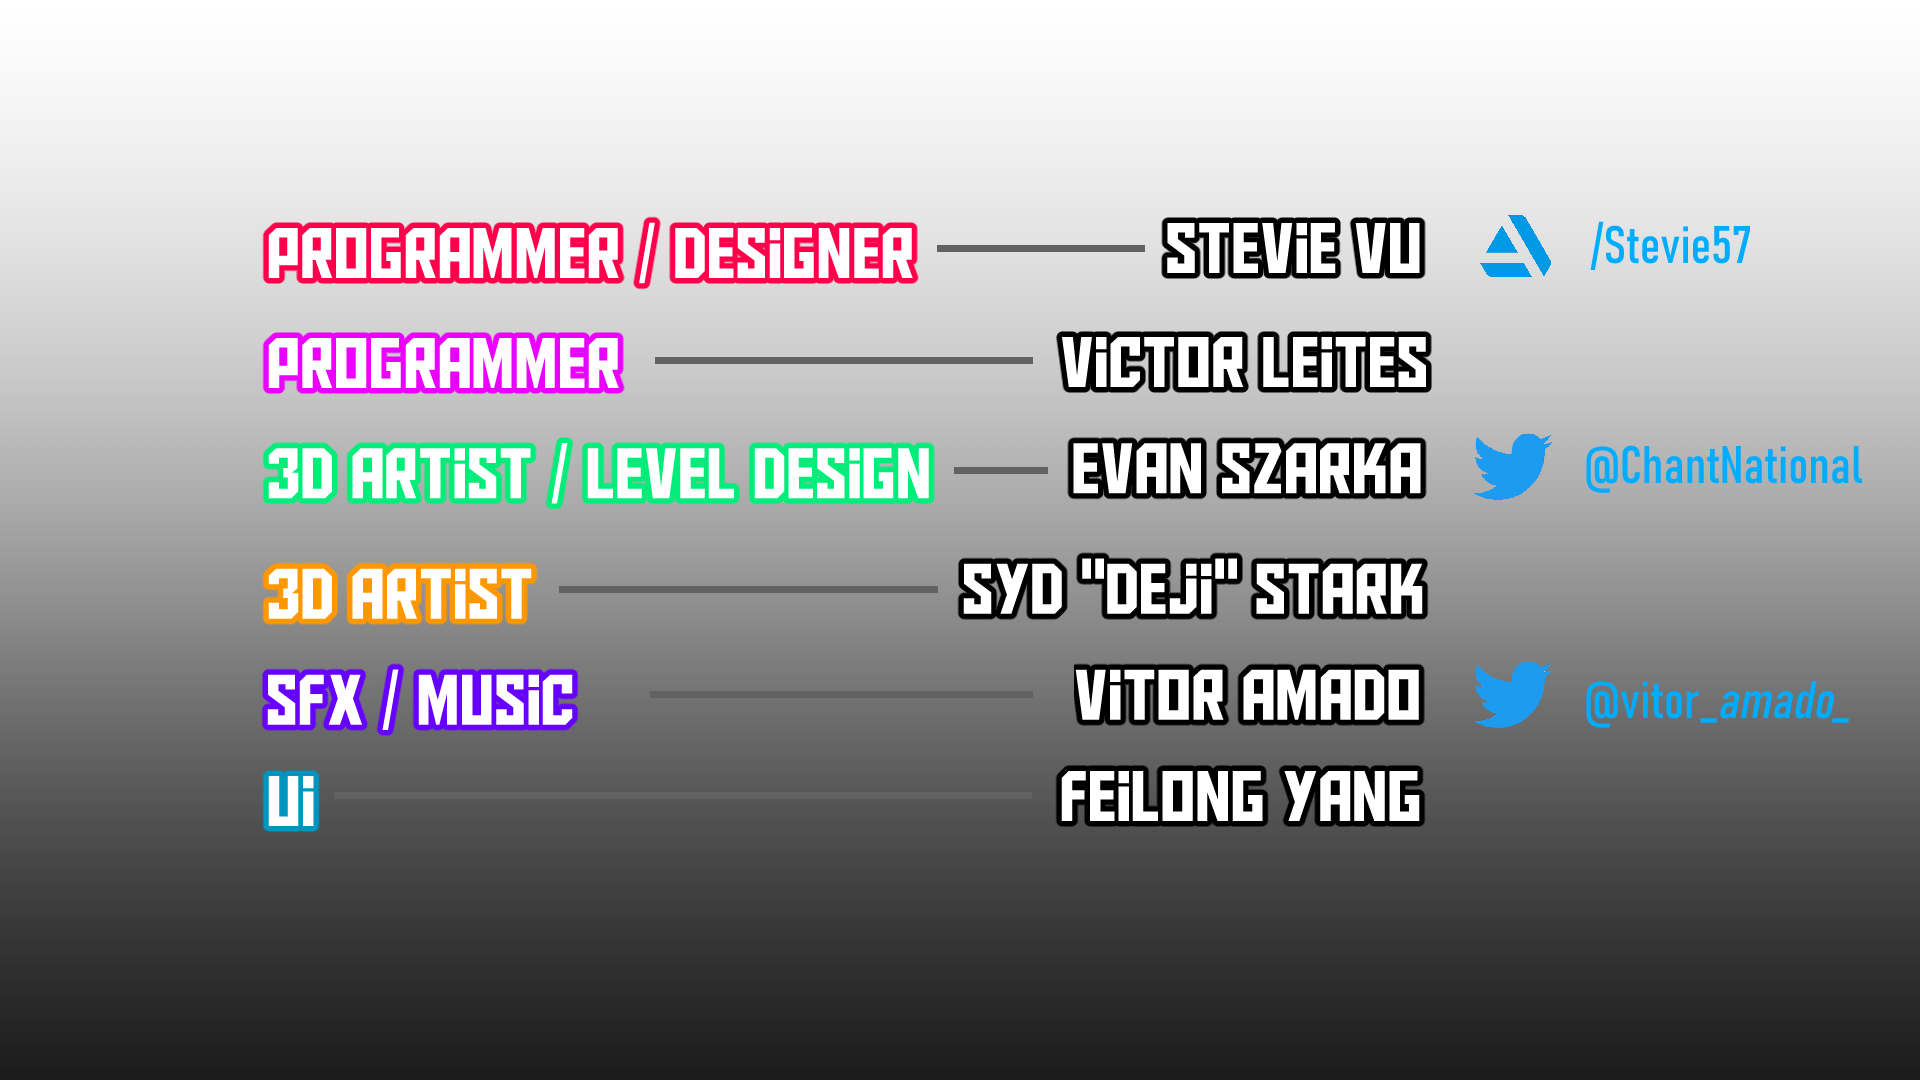 PROGRAMMER / DESiGNER STEViE VU /Stevie57
PROGRAMMER ViCTOR LEiTES
3D ARTiST / LEVEL DESiGN EVAN SZARKA @ChantNational
3D ARTiST SYD "DEJi" STARK
SFX / MUSiC ViTOR AMADO @vitor_amado_
Ui FEiLONG YANG